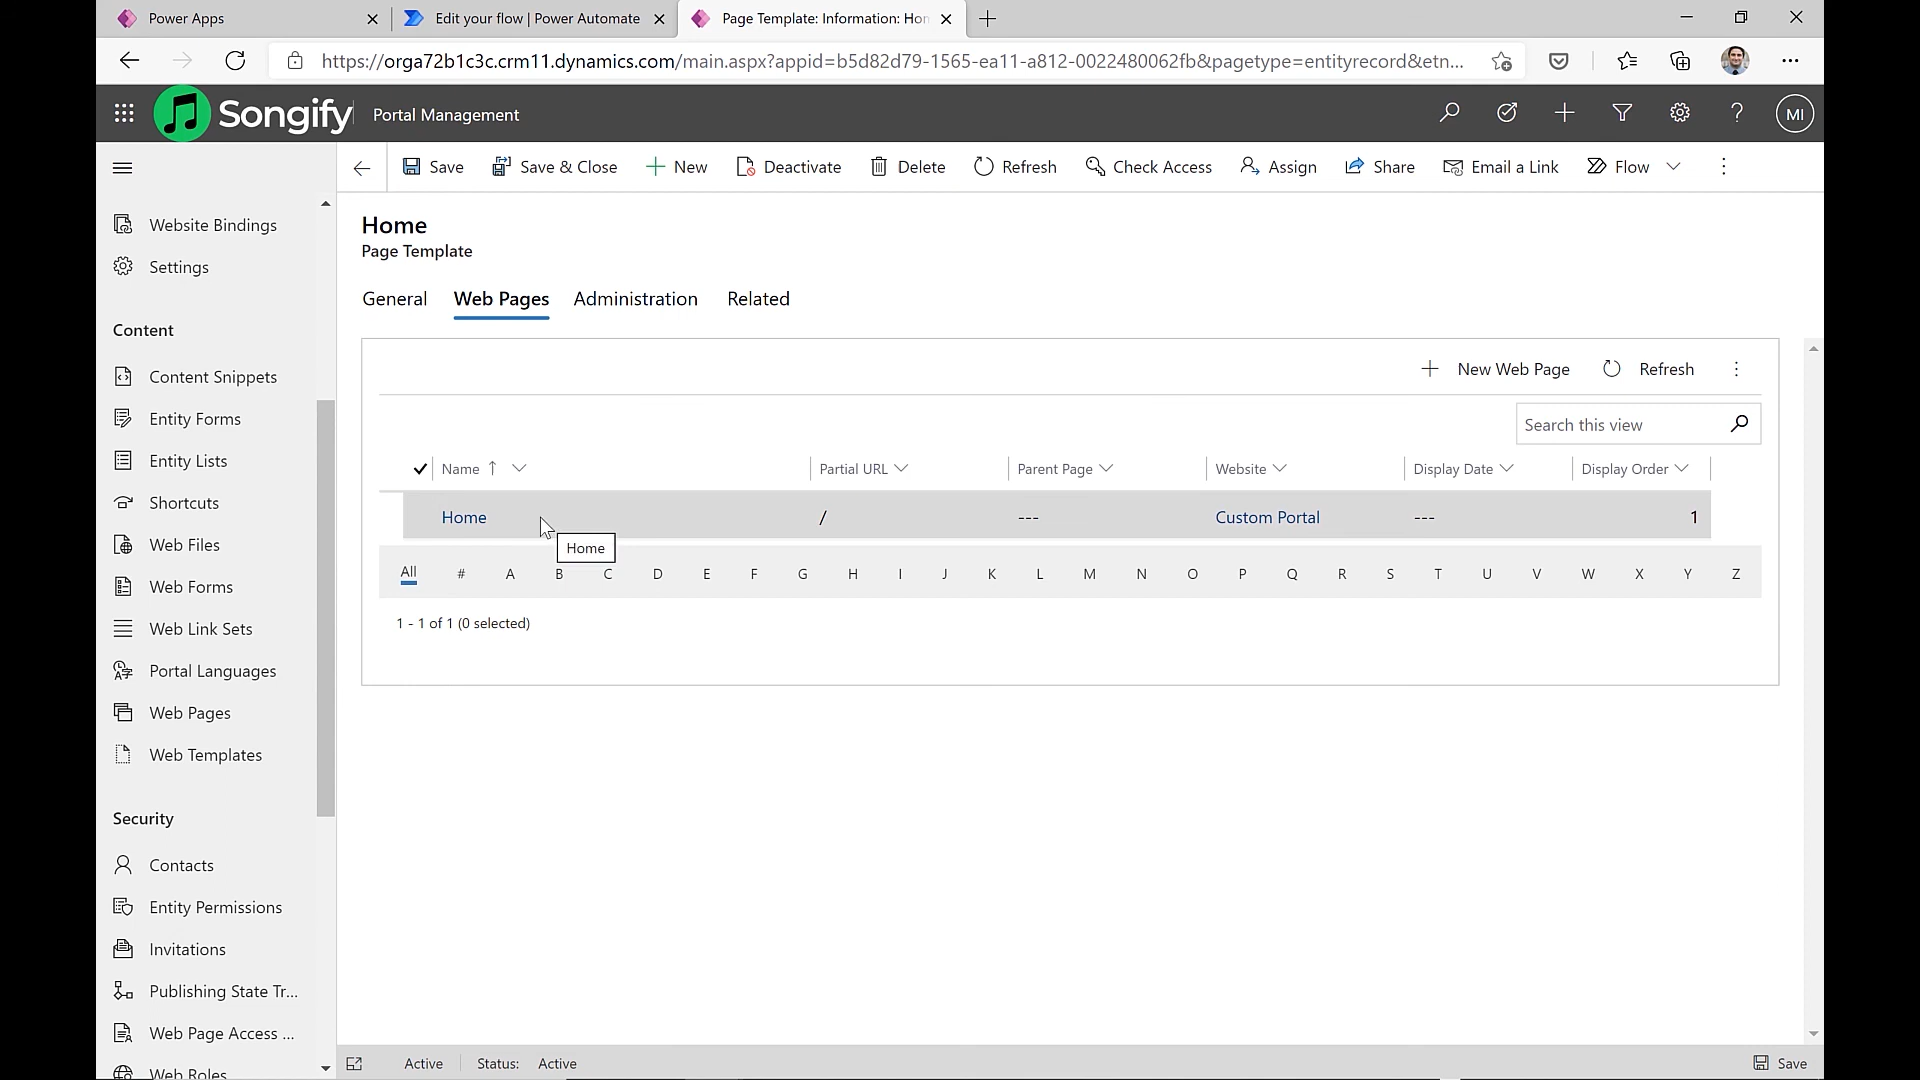 Power Apps
Edit your flow | Power Automate
Page Template: Information: Hon
https://orga72b1c3c.crm11.dynamics.com/main.aspx?appid=b5d82d79-1565-ea11-a812-0022480062fb&pagetype=entityrecord&etn...
Songify
Portal Management
MI
Save
Save & Close
New
Deactivate
Delete
Refresh
Check Access
Assign
Share
Email a Link
Flow
Website Bindings
Settings
Content
Content Snippets
Entity Forms
Entity Lists
Shortcuts
Web Files
Web Forms
Web Link Sets
Portal Languages
Web Pages
Web Templates
Security
Contacts
Entity Permissions
Invitations
Publishing State Tr...
Web Page Access ...
Web Roles
Home
Page Template
General Web Pages Administration Related
New Web Page Refresh
Search this view
Name Partial URL Parent Page Website Display Date Display Order
Home / --- Custom Portal --- 1
Home
All # A B C D E F G H I J K L M N O P Q R S T U V W X Y Z
1 - 1 of 1 (0 selected)
Active Status: Active Save